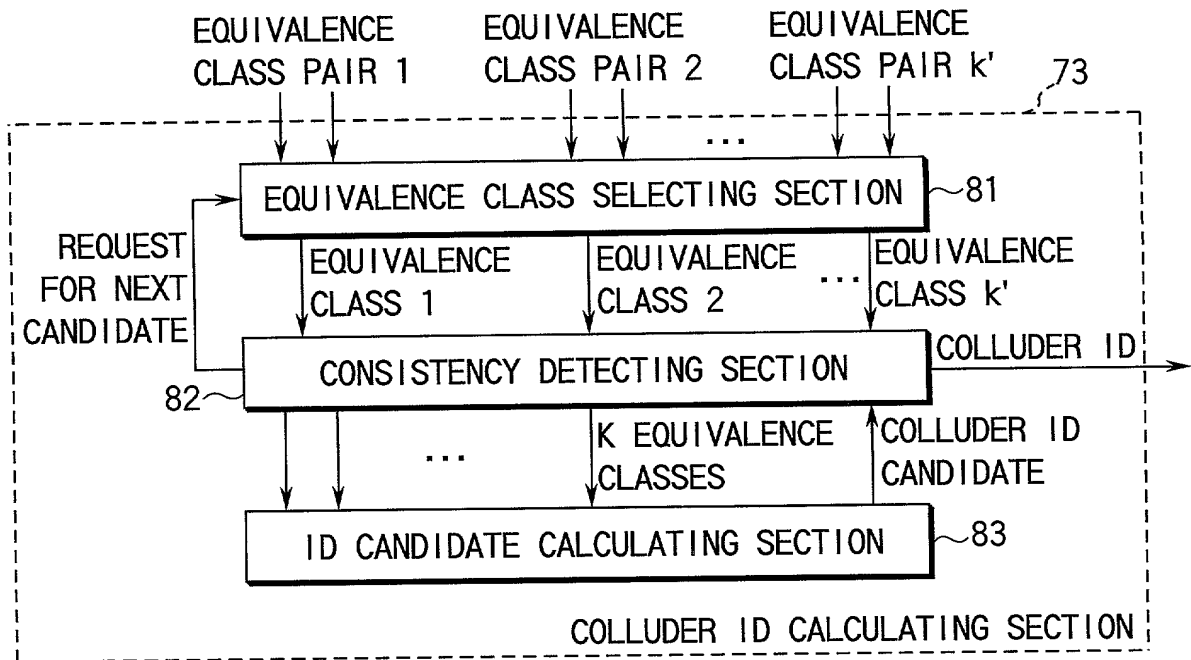 EQUIVALENCE
CLASS PAIR 1
EQUIVALENCE
CLASS PAIR 2
EQUIVALENCE
CLASS PAIR k'
73
...
EQUIVALENCE CLASS SELECTING SECTION
81
REQUEST
FOR NEXT
CANDIDATE
EQUIVALENCE
CLASS 1
EQUIVALENCE
CLASS 2
...
EQUIVALENCE
CLASS k'
CONSISTENCY DETECTING SECTION
82
COLLUDER ID
...
K EQUIVALENCE
CLASSES
COLLUDER ID
CANDIDATE
ID CANDIDATE CALCULATING SECTION
83
COLLUDER ID CALCULATING SECTION